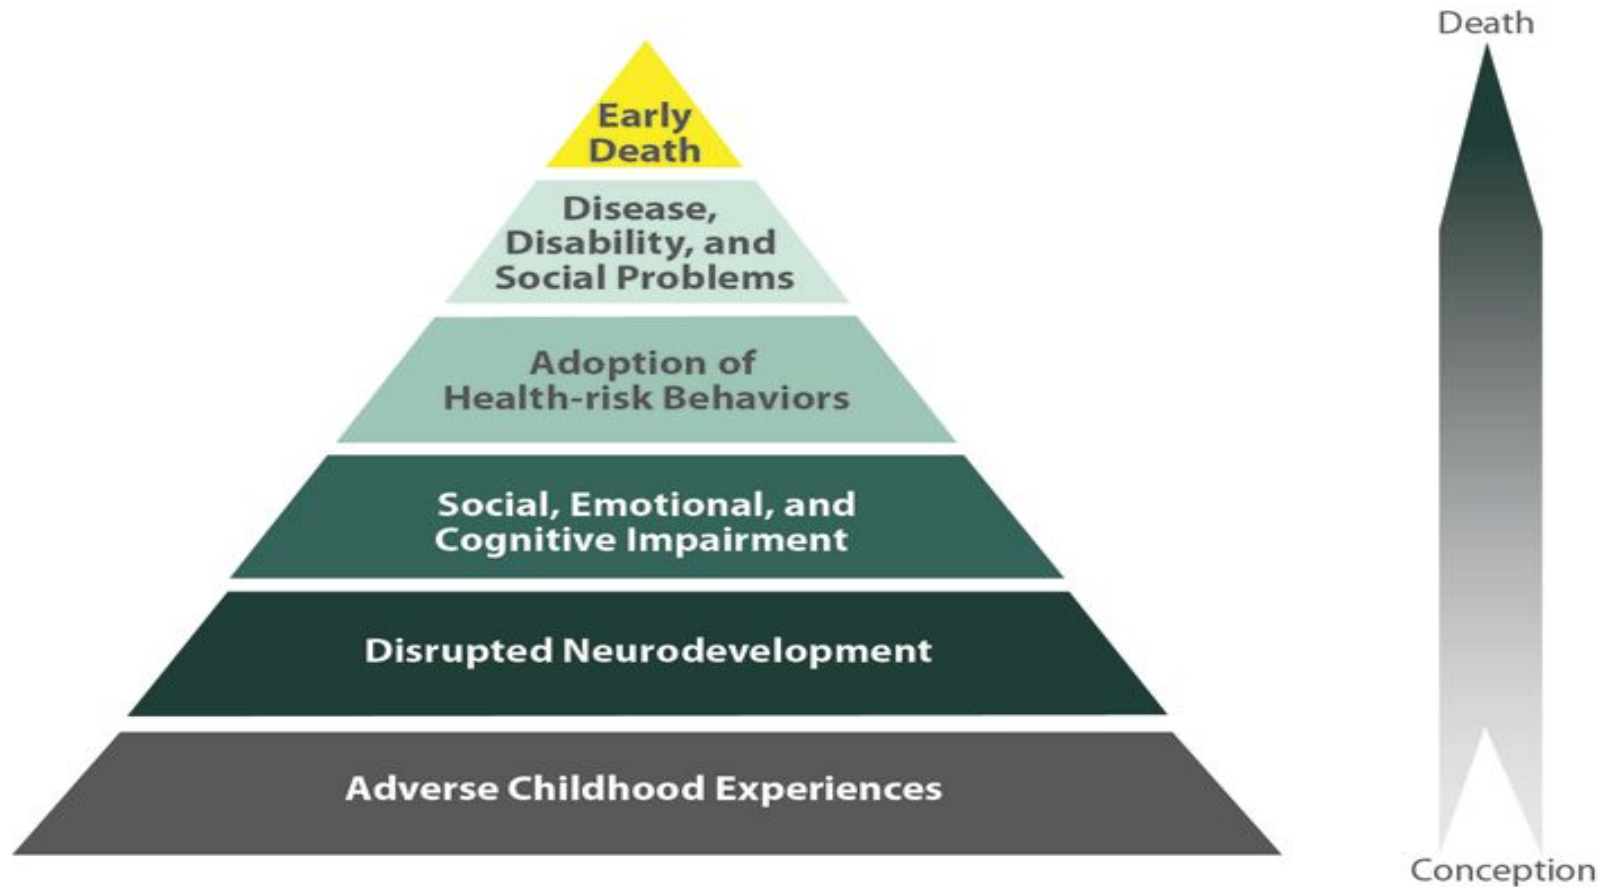 Death
Early
Death
Disease,
Disability, and
Social Problems
Adoption of
Health-risk Behaviors
Social, Emotional, and
Cognitive Impairment
Disrupted Neurodevelopment
Adverse Childhood Experiences
Conception